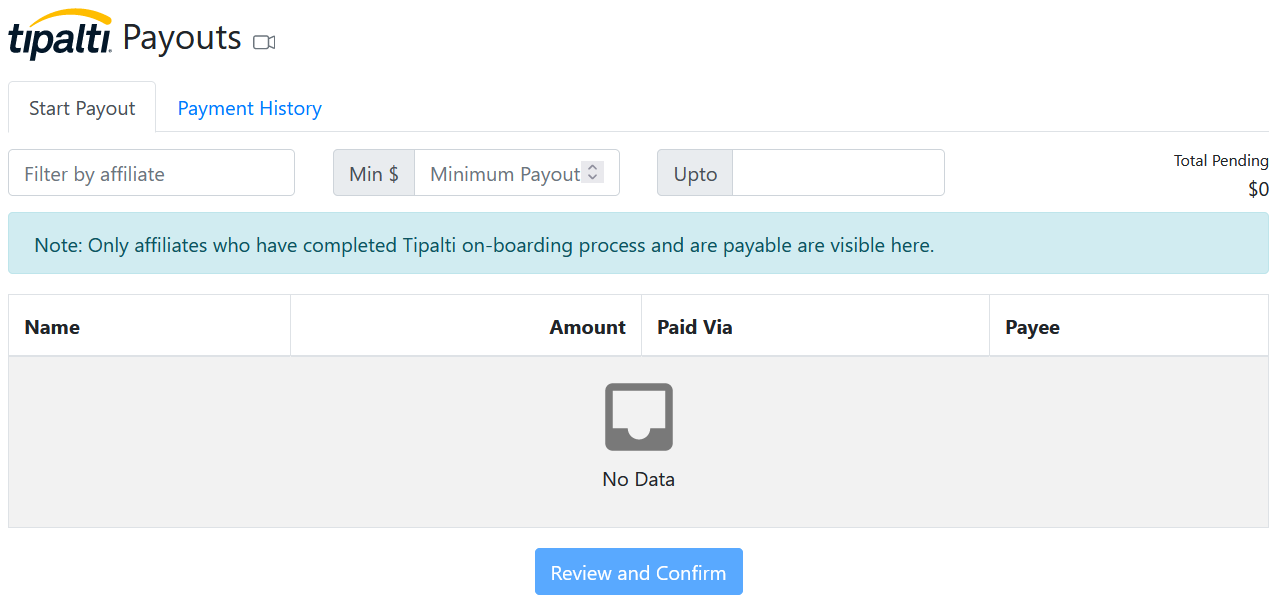 tipalti Payouts
Start Payout Payment History
Filter by affiliate Min $ Minimum Payout Upto Total Pending
$0
Note: Only affiliates who have completed Tipalti on-boarding process and are payable are visible here.
Name Amount Paid Via Payee
No Data
Review and Confirm